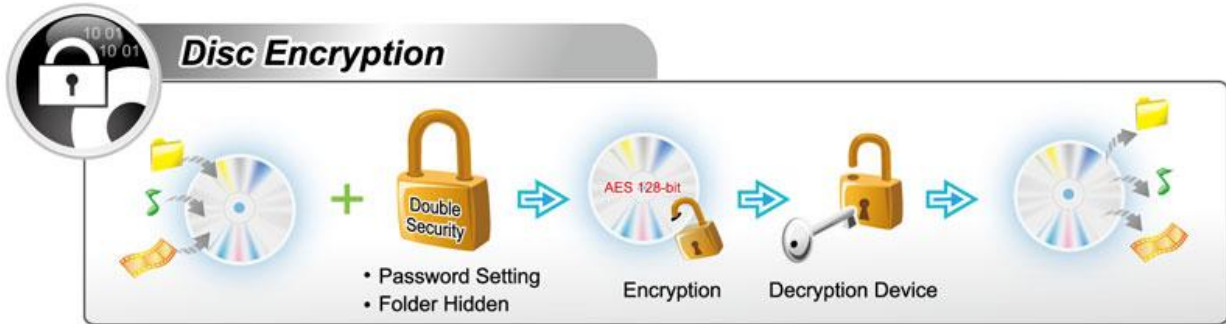 10 01
10 01
Disc Encryption
Double
Security
• Password Setting
• Folder Hidden
AES 128-bit
Encryption
Decryption Device